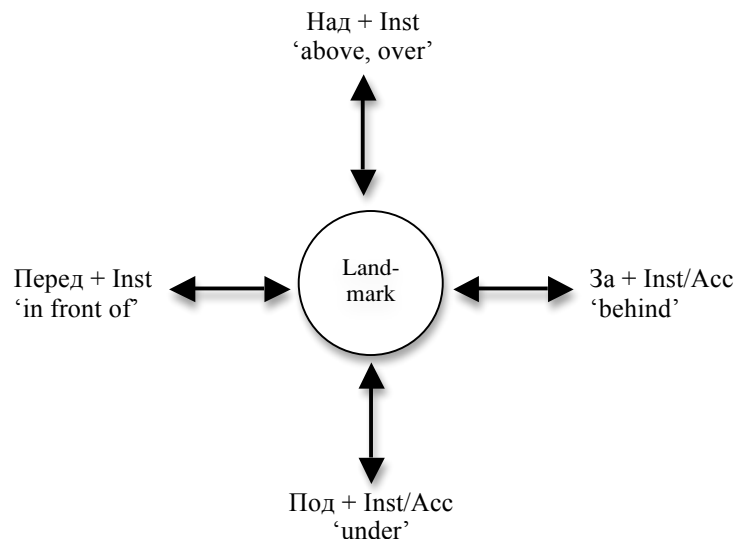 Над + Inst
‘above, over’
Перед + Inst
‘in front of’
Land-
mark
За + Inst/Acc
‘behind’
Под + Inst/Acc
‘under’